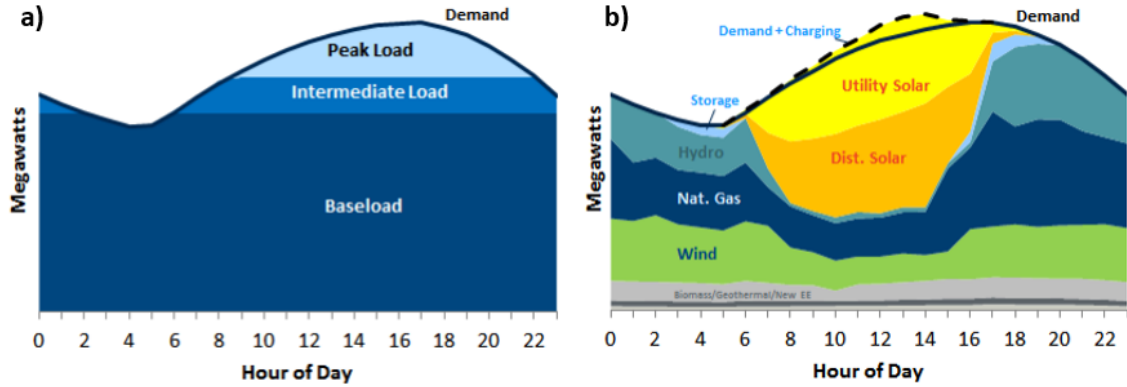 a)
Demand
Peak Load
Intermediate Load
Baseload
Megawatts
0 2 4 6 8 10 12 14 16 18 20 22
Hour of Day
b)
Demand
Demand + Charging
Utility Solar
Storage
Hydro
Dist. Solar
Nat. Gas
Wind
Biomass/Geothermal/New EE
Megawatts
0 2 4 6 8 10 12 14 16 18 20 22
Hour of Day